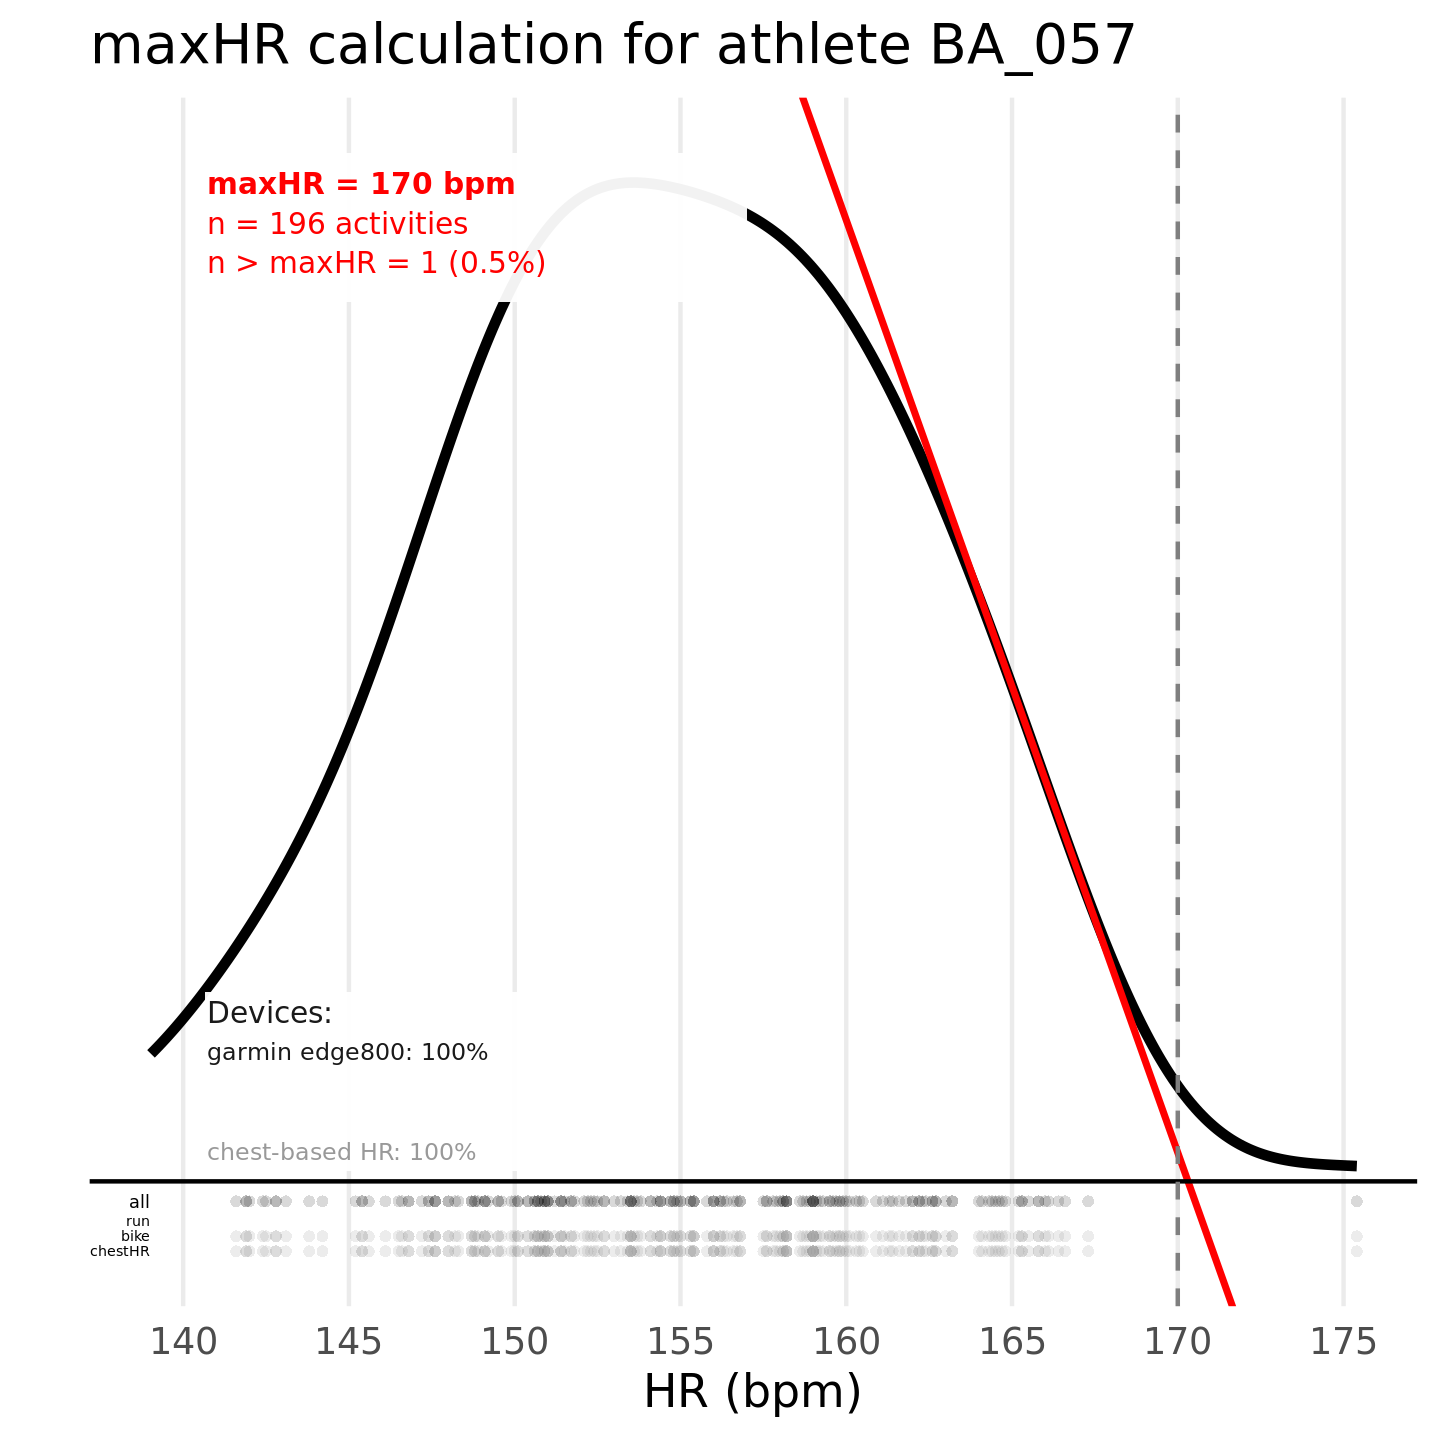 maxHR calculation for athlete BA_057
maxHR = 170 bpm
n = 196 activities
n > maxHR = 1 (0.5%)
Devices:
garmin edge800: 100%
chest-based HR: 100%
all
run
bike
chestHR
140 145 150 155 160 165 170 175
HR (bpm)